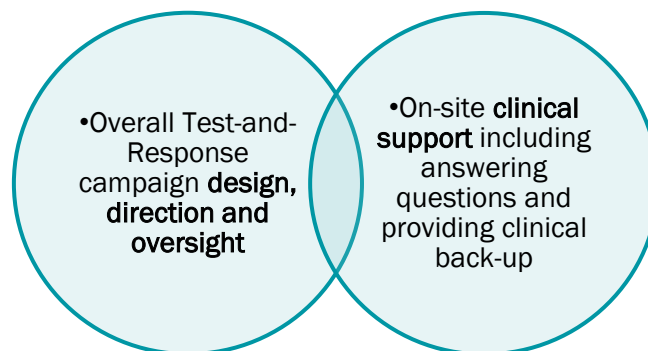 •Overall Test-and-
Response
campaign design,
direction and
oversight
•On-site clinical
support including
answering
questions and
providing clinical
back-up